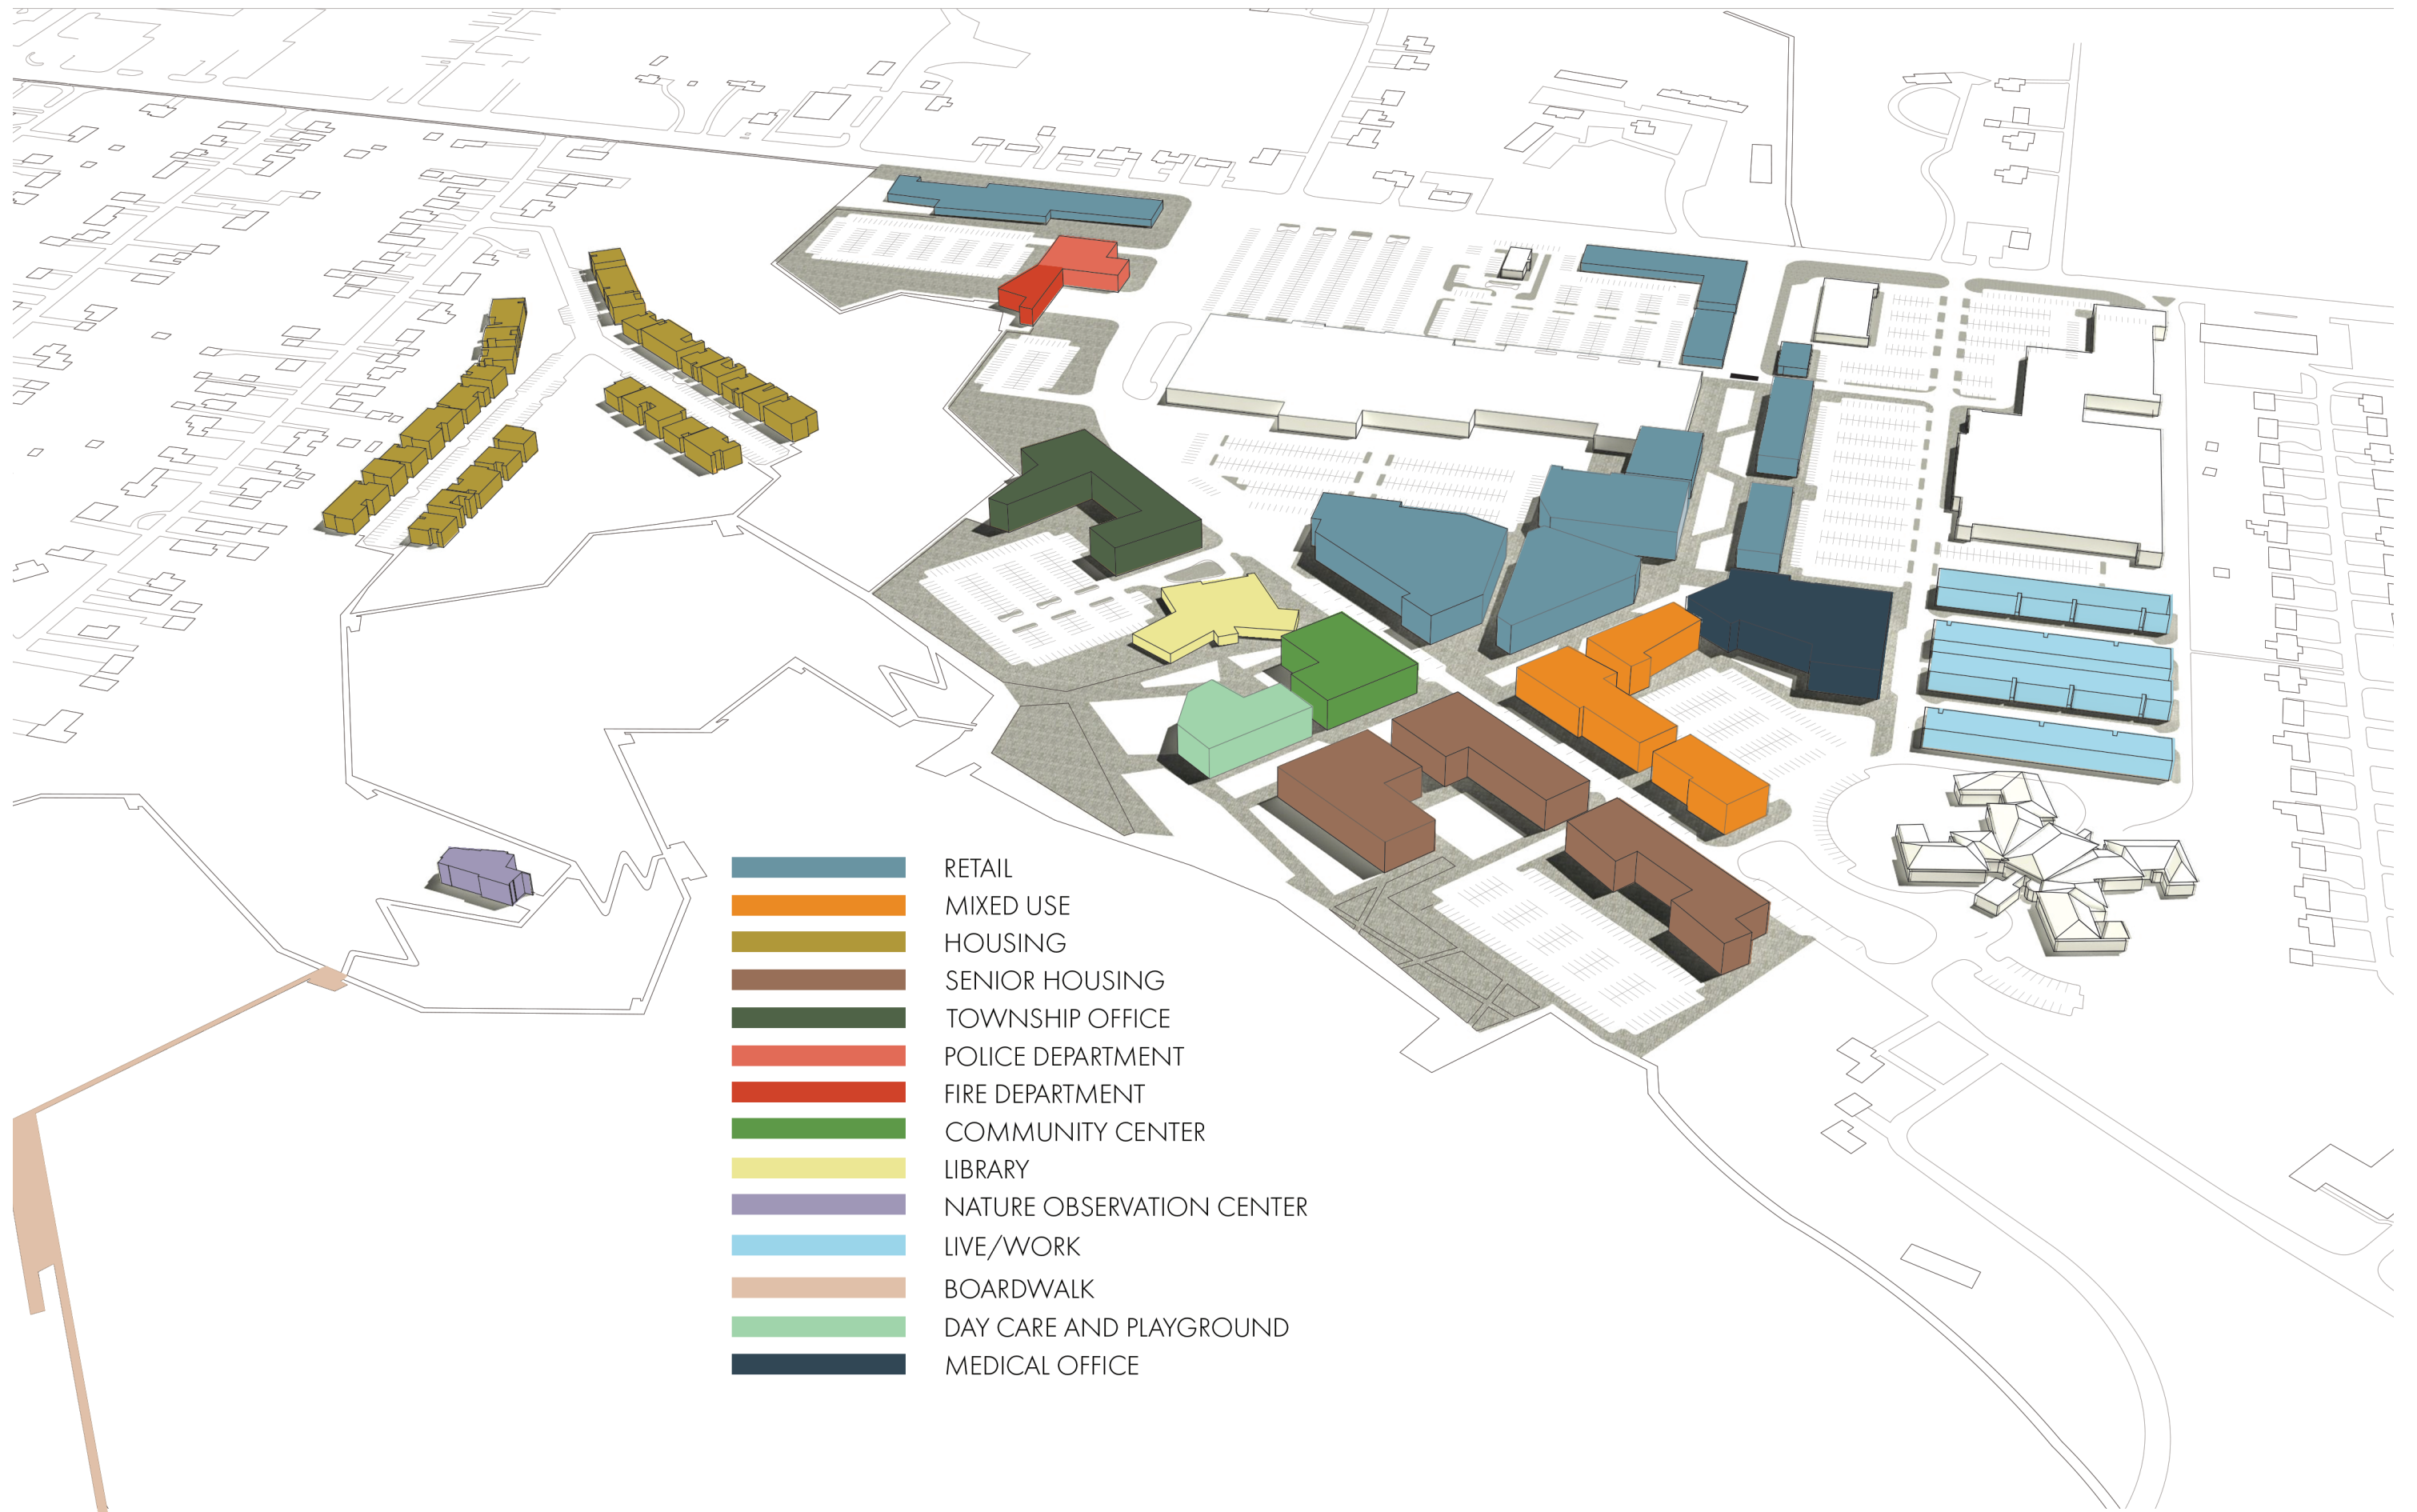 RETAIL
MIXED USE
HOUSING
SENIOR HOUSING
TOWNSHIP OFFICE
POLICE DEPARTMENT
FIRE DEPARTMENT
COMMUNITY CENTER
LIBRARY
NATURE OBSERVATION CENTER
LIVE/WORK
BOARDWALK
DAY CARE AND PLAYGROUND
MEDICAL OFFICE